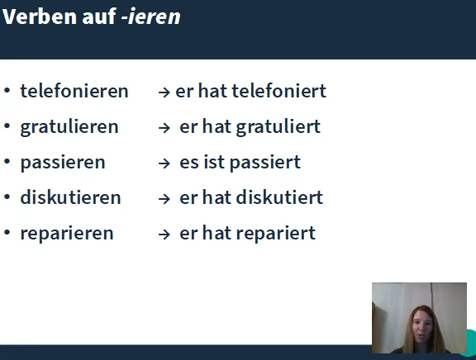 Verben auf -ieren
• telefonieren → er hat telefoniert
• gratulieren → er hat gratuliert
• passieren → es ist passiert
• diskutieren → er hat diskutiert
• reparieren → er hat repariert